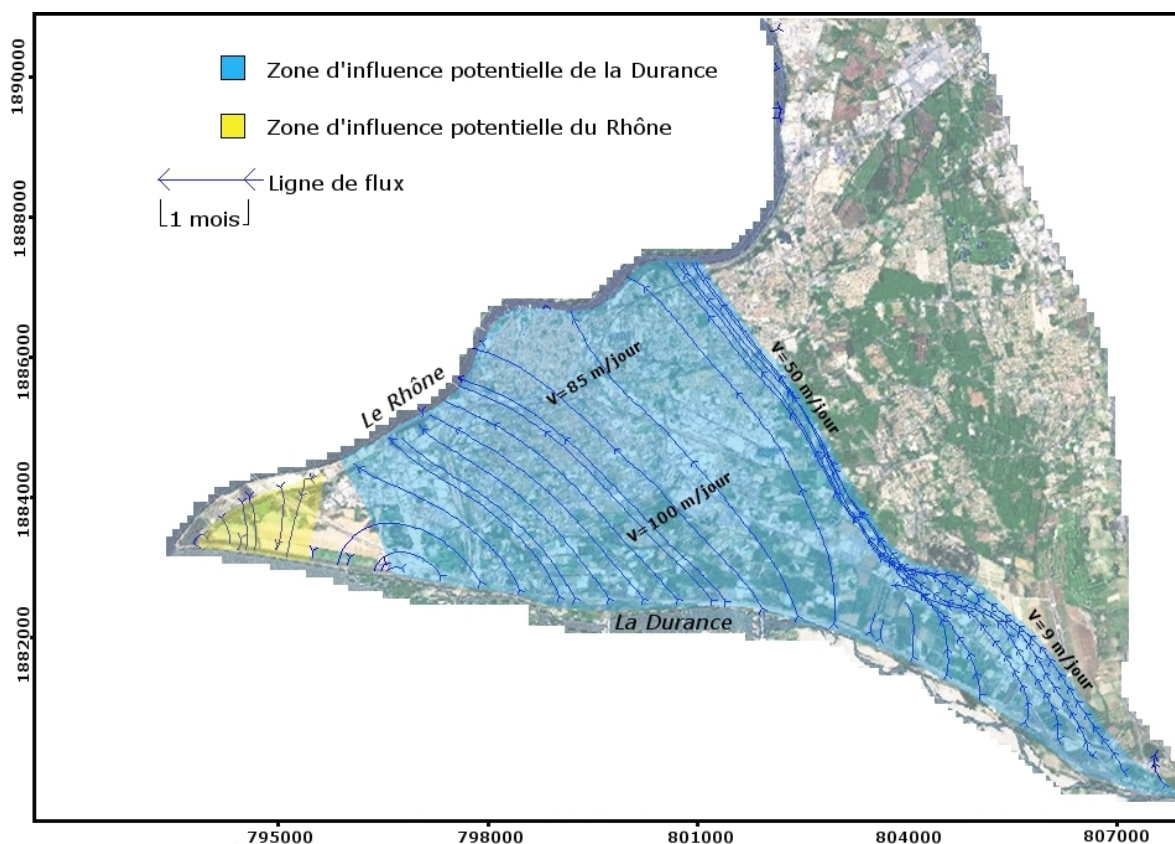 Zone d'influence potentielle de la Durance
Zone d'influence potentielle du Rhône
Ligne de flux
1 mois
Le Rhône
V=85 m/jour
V=50 m/jour
V=100 m/jour
La Durance
V=9 m/jour
1890000
1888000
1886000
1884000
1882000
795000
798000
801000
804000
807000